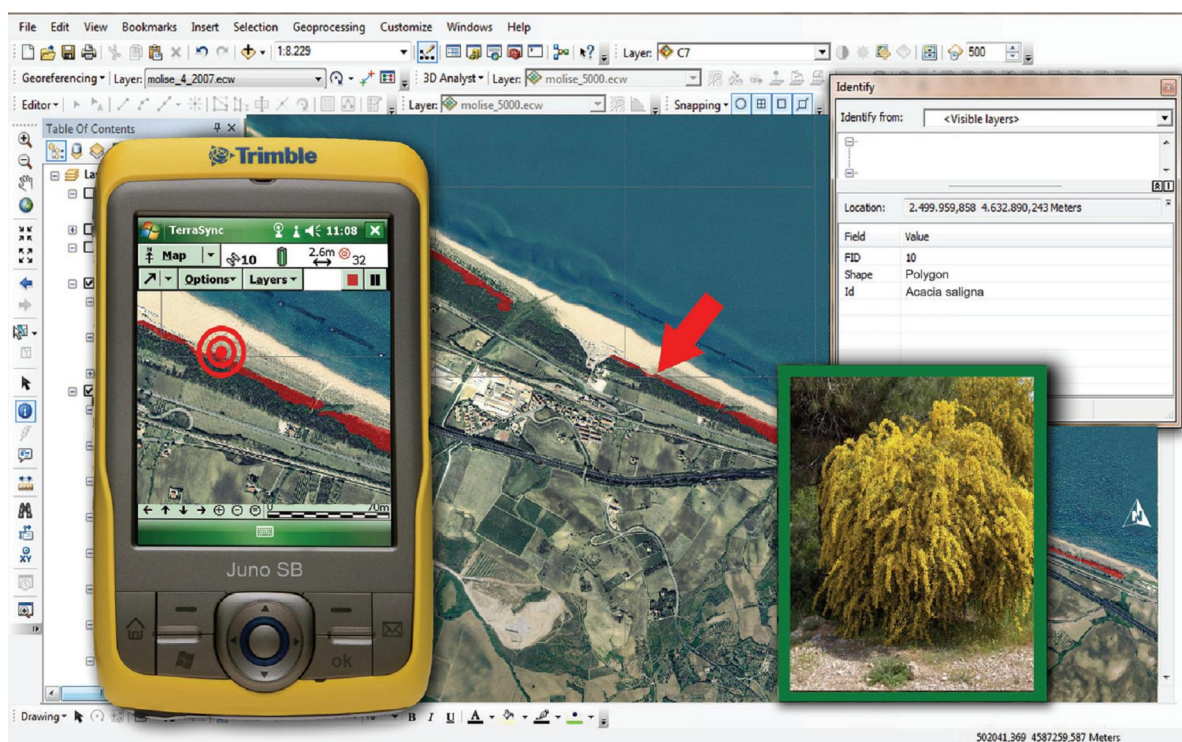 File Edit View Bookmarks Insert Selection Geoprocessing Customize Windows Help
1:8.229 Layer: C7 500
Georeferencing Layer: molise_4_2007.ecw 3D Analyst Layer: molise_5000.ecw
Editor Layer: molise_5000.ecw Snapping
Table Of Contents
La
Identify
Identify from: <Visible layers>
Location: 2.499.959,858 4.632.890,243 Meters
Field Value
FID 10
Shape Polygon
Id Acacia saligna
Trimble
TerraSync 11:08
N
Map 10 2.6m 32
Options Layers
0 70m
Juno SB
ok
N
XY
Drawing B I U A
502041,369 4587259,587 Meters